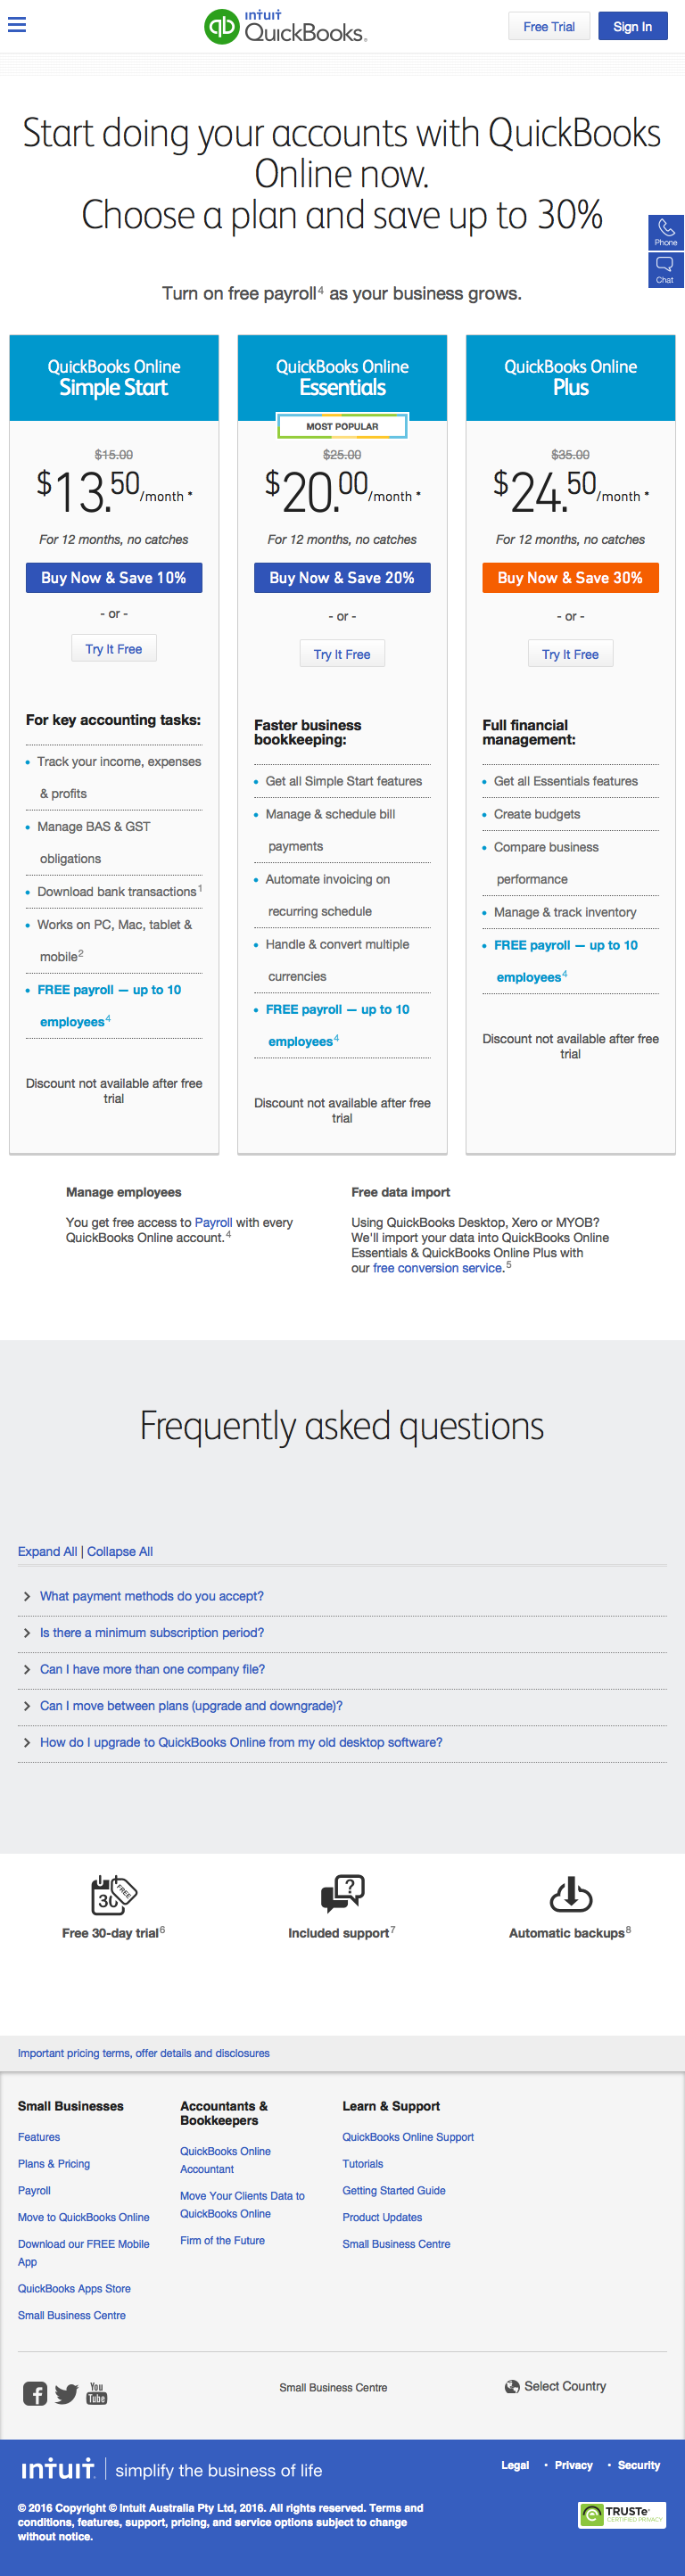 intuit
qb QuickBooks.
Free Trial
Sign In
Start doing your accounts with QuickBooks
Online now.
Choose a plan and save up to 30%
Phone
Chat
Turn on free payroll4 as your business grows.
QuickBooks Online
Simple Start
$15.00
$13.50/month *
For 12 months, no catches
Buy Now & Save 10%
- or -
Try It Free
For key accounting tasks:
• Track your income, expenses
& profits
• Manage BAS & GST
obligations
• Download bank transactions1
• Works on PC, Mac, tablet &
mobile2
• FREE payroll — up to 10
employees4
Discount not available after free
trial
QuickBooks Online
Essentials
MOST POPULAR
$25.00
$20.00/month *
For 12 months, no catches
Buy Now & Save 20%
- or -
Try It Free
Faster business
bookkeeping:
• Get all Simple Start features
• Manage & schedule bill
payments
• Automate invoicing on
recurring schedule
• Handle & convert multiple
currencies
• FREE payroll — up to 10
employees4
Discount not available after free
trial
QuickBooks Online
Plus
$35.00
$24.50/month *
For 12 months, no catches
Buy Now & Save 30%
- or -
Try It Free
Full financial
management:
• Get all Essentials features
• Create budgets
• Compare business
performance
• Manage & track inventory
• FREE payroll — up to 10
employees4
Discount not available after free
trial
Manage employees
You get free access to Payroll with every
QuickBooks Online account.4
Free data import
Using QuickBooks Desktop, Xero or MYOB?
We'll import your data into QuickBooks Online
Essentials & QuickBooks Online Plus with
our free conversion service.5
Frequently asked questions
Expand All | Collapse All
What payment methods do you accept?
Is there a minimum subscription period?
Can I have more than one company file?
Can I move between plans (upgrade and downgrade)?
How do I upgrade to QuickBooks Online from my old desktop software?
30 FREE
Free 30-day trial6
?
Included support7
Automatic backups8
Important pricing terms, offer details and disclosures
Small Businesses
Features
Plans & Pricing
Payroll
Move to QuickBooks Online
Download our FREE Mobile
App
QuickBooks Apps Store
Small Business Centre
Accountants &
Bookkeepers
QuickBooks Online
Accountant
Move Your Clients Data to
QuickBooks Online
Firm of the Future
Learn & Support
QuickBooks Online Support
Tutorials
Getting Started Guide
Product Updates
Small Business Centre
You
Tube
Small Business Centre
Select Country
intuit. | simplify the business of life
Legal • Privacy • Security
© 2016 Copyright © Intuit Australia Pty Ltd, 2016. All rights reserved. Terms and
conditions, features, support, pricing, and service options subject to change
without notice.
TRUSTe
CERTIFIED PRIVACY